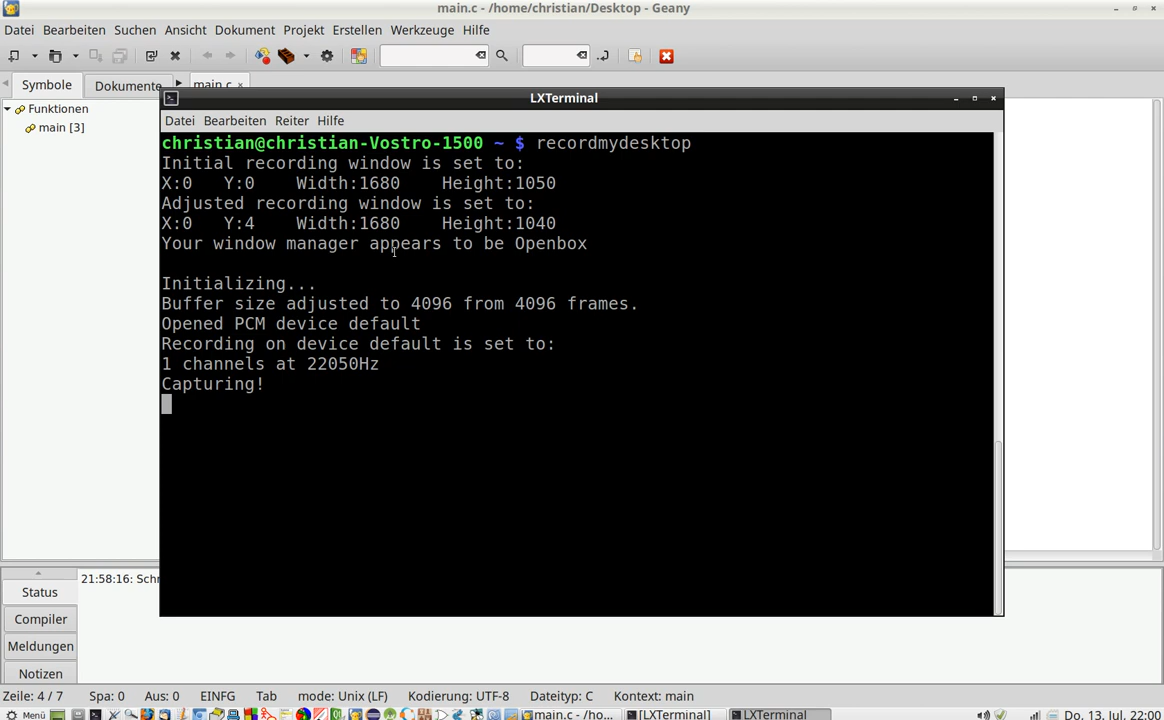 main.c - /home/christian/Desktop - Geany
Datei Bearbeiten Suchen Ansicht Dokument Projekt Erstellen Werkzeuge Hilfe
Symbole Dokumente main.c
LXTerminal
Funktionen
main [3]
Datei Bearbeiten Reiter Hilfe
christian@christian-Vostro-1500 ~ $ recordmydesktop
Initial recording window is set to:
X:0 Y:0 Width:1680 Height:1050
Adjusted recording window is set to:
X:0 Y:4 Width:1680 Height:1040
Your window manager appears to be Openbox
Initializing...
Buffer size adjusted to 4096 from 4096 frames.
Opened PCM device default
Recording on device default is set to:
1 channels at 22050Hz
Capturing!
21:58:16: Schr
Status
Compiler
Meldungen
Notizen
Zeile: 4 / 7 Spa: 0 Aus: 0 EINFG Tab mode: Unix (LF) Kodierung: UTF-8 Dateityp: C Kontext: main
Menü main.c - /ho... [LXTerminal] LXTerminal Do. 13. Jul, 22:00